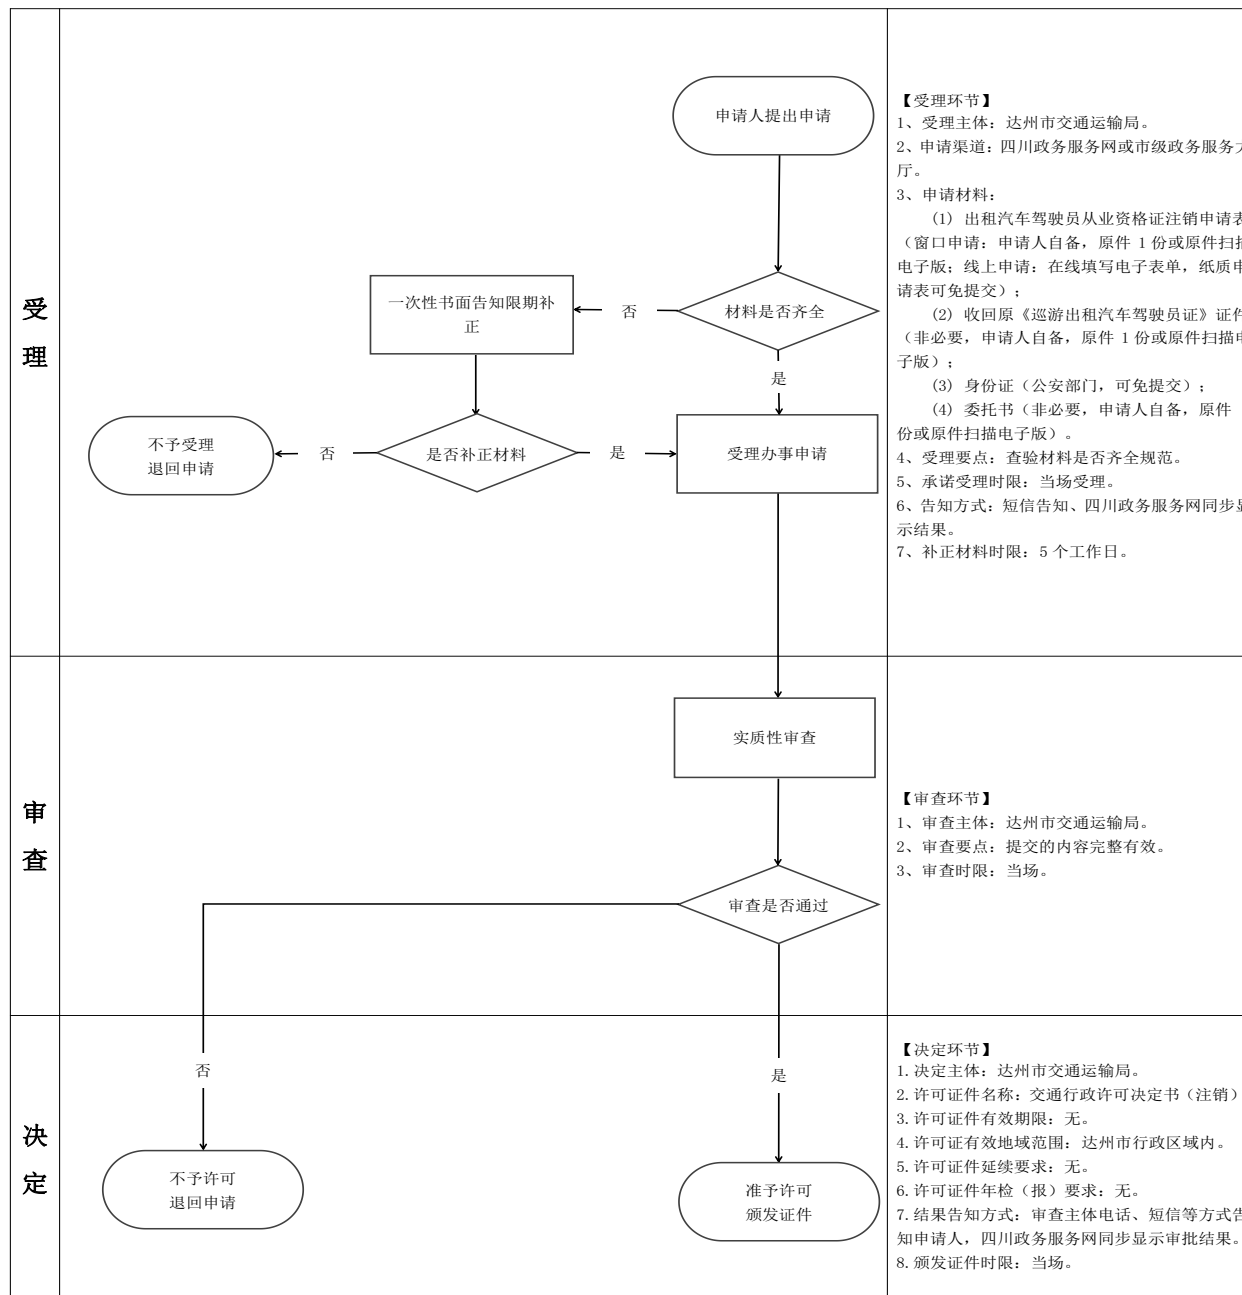 受
理
申请人提出申请
材料是否齐全
否
一次性书面告知限期补
正
是
是否补正材料
否
不予受理
退回申请
是
受理办事申请
【受理环节】
1、受理主体：达州市交通运输局。
2、申请渠道：四川政务服务网或市级政务服务大
厅。
3、申请材料：
(1) 出租汽车驾驶员从业资格证注销申请表
（窗口申请：申请人自备，原件 1 份或原件扫描
电子版；线上申请：在线填写电子表单，纸质申
请表可免提交）；
(2) 收回原《巡游出租汽车驾驶员证》证件
（非必要，申请人自备，原件 1 份或原件扫描电
子版）；
(3) 身份证（公安部门，可免提交）；
(4) 委托书（非必要，申请人自备，原件
份或原件扫描电子版）。
4、受理要点：查验材料是否齐全规范。
5、承诺受理时限：当场受理。
6、告知方式：短信告知、四川政务服务网同步显
示结果。
7、补正材料时限：5 个工作日。
审
查
实质性审查
审查是否通过
【审查环节】
1、审查主体：达州市交通运输局。
2、审查要点：提交的内容完整有效。
3、审查时限：当场。
决
定
否
不予许可
退回申请
是
准予许可
颁发证件
【决定环节】
1.决定主体：达州市交通运输局。
2.许可证件名称：交通行政许可决定书（注销）
3.许可证件有效期限：无。
4.许可证有效地域范围：达州市行政区域内。
5.许可证件延续要求：无。
6.许可证件年检（报）要求：无。
7.结果告知方式：审查主体电话、短信等方式告
知申请人，四川政务服务网同步显示审批结果。
8.颁发证件时限：当场。